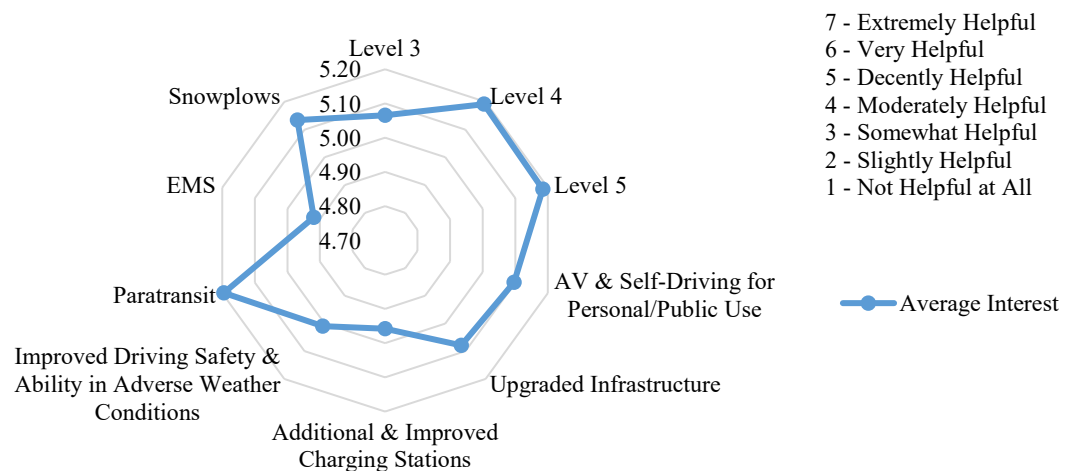 Level 3
5.20
5.10
5.00
4.90
4.80
4.70
Level 4
Level 5
AV & Self-Driving for
Personal/Public Use
Upgraded Infrastructure
Additional & Improved
Charging Stations
Improved Driving Safety &
Ability in Adverse Weather
Conditions
Paratransit
EMS
Snowplows
7 - Extremely Helpful
6 - Very Helpful
5 - Decently Helpful
4 - Moderately Helpful
3 - Somewhat Helpful
2 - Slightly Helpful
1 - Not Helpful at All
Average Interest